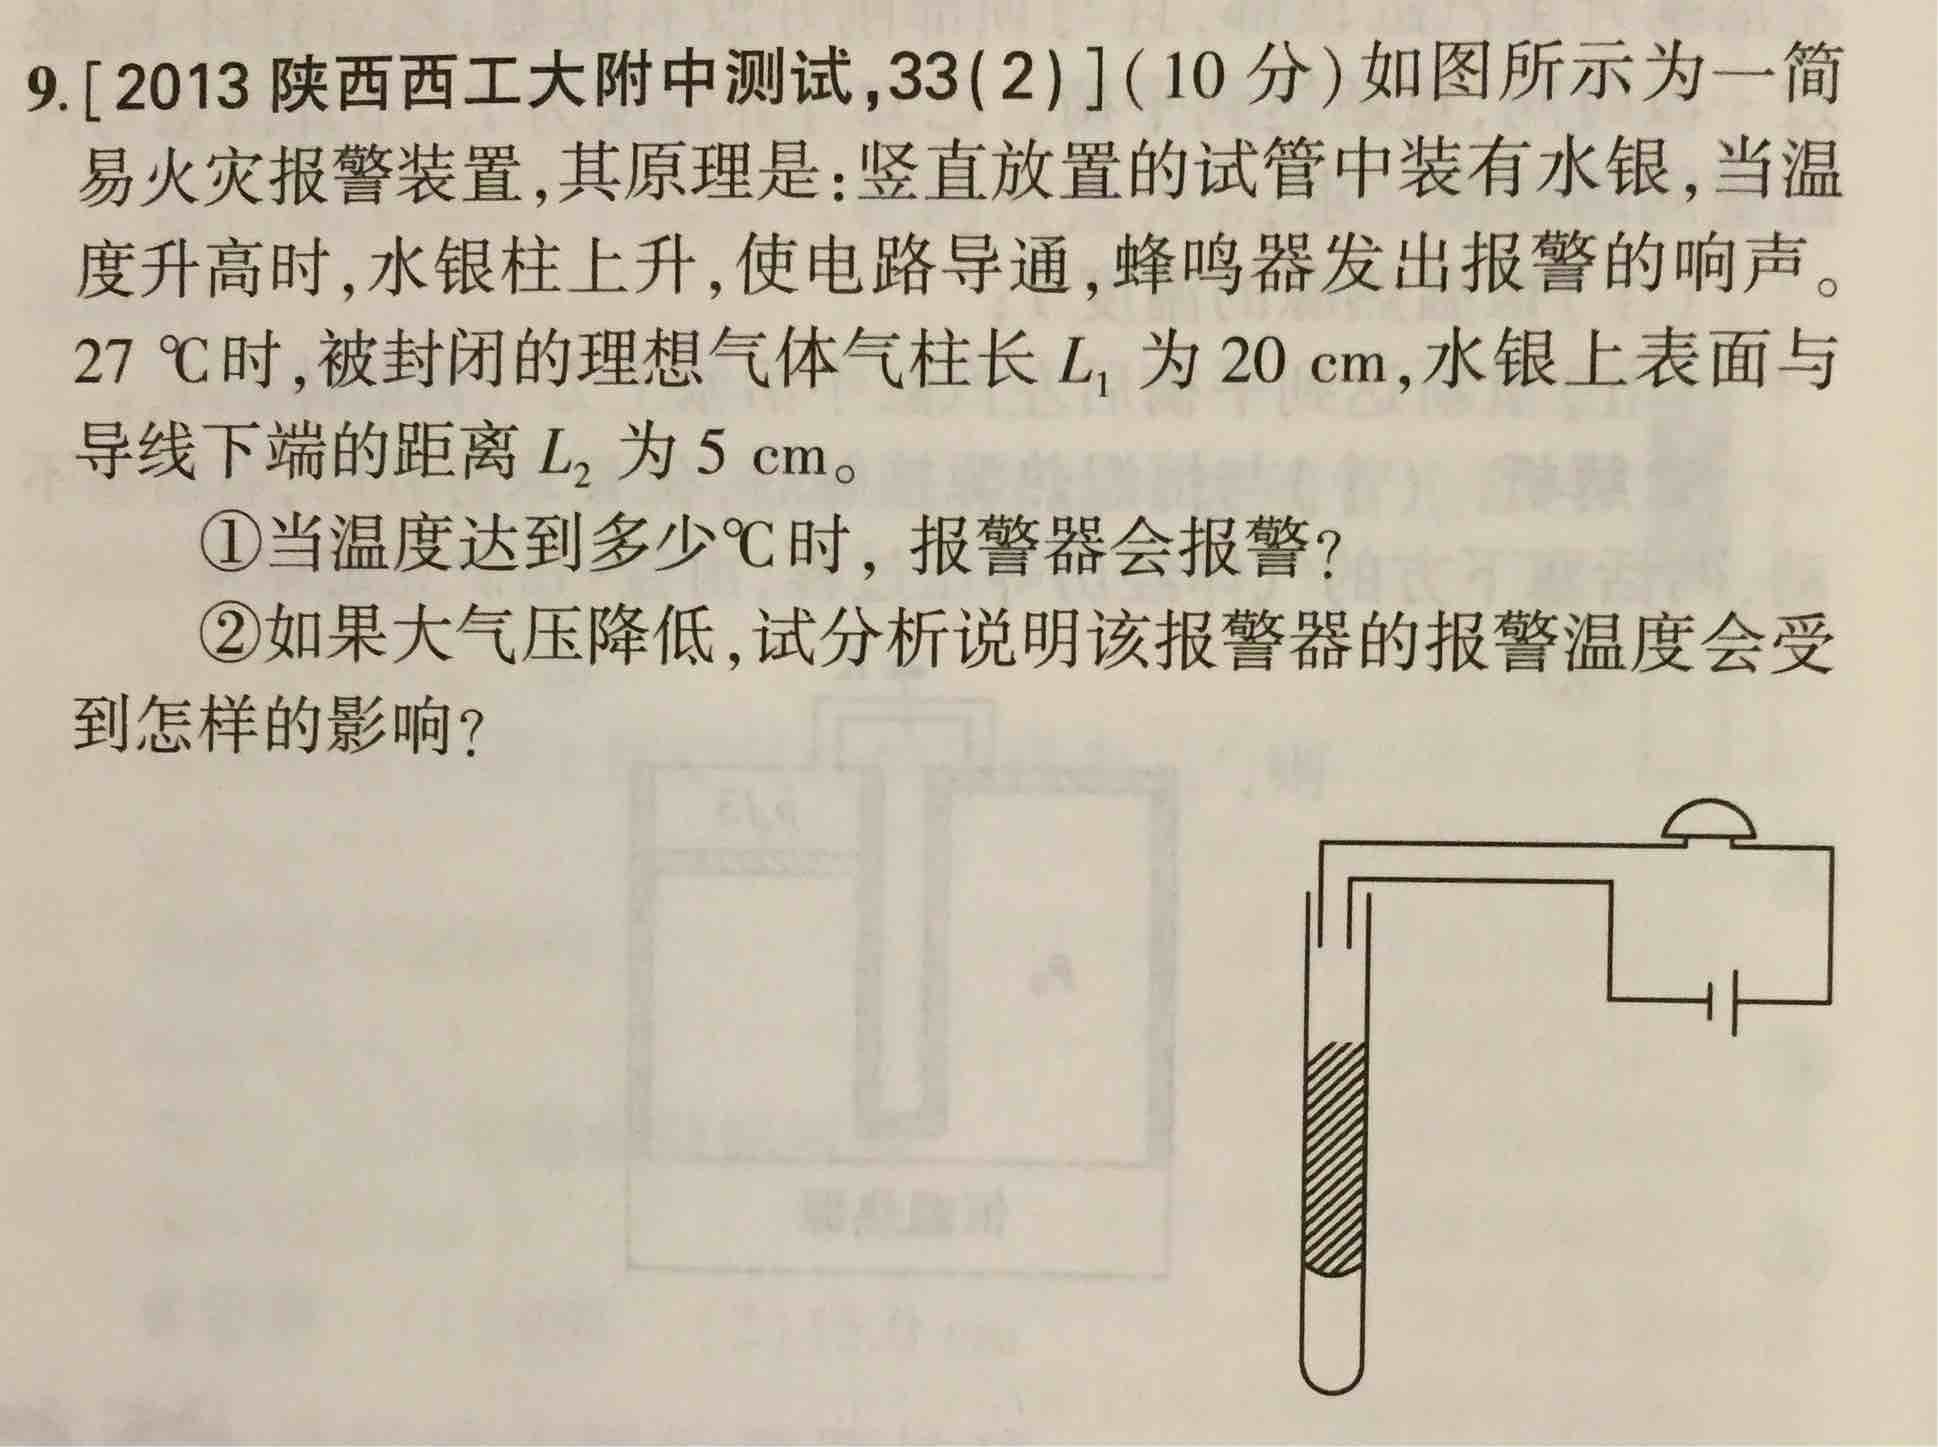 9.[2013 陕西西工大附中测试,33(2)](10 分)如图所示为一简
易火灾报警装置,其原理是:竖直放置的试管中装有水银,当温
度升高时,水银柱上升,使电路导通,蜂鸣器发出报警的响声。
27 ℃时,被封闭的理想气体气柱长 L₁ 为 20 cm,水银上表面与
导线下端的距离 L₂ 为 5 cm。
①当温度达到多少℃时, 报警器会报警?
②如果大气压降低,试分析说明该报警器的报警温度会受
到怎样的影响?